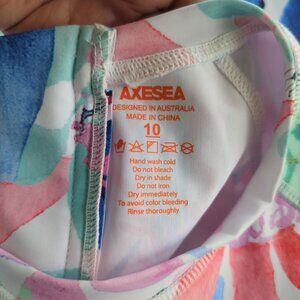 AXESEA
DESIGNED IN AUSTRALIA
MADE IN CHINA
10
Hand wash cold
Do not bleach
Dry in shade
Do not iron
Dry immediately
To avoid color bleeding
Rinse thoroughly